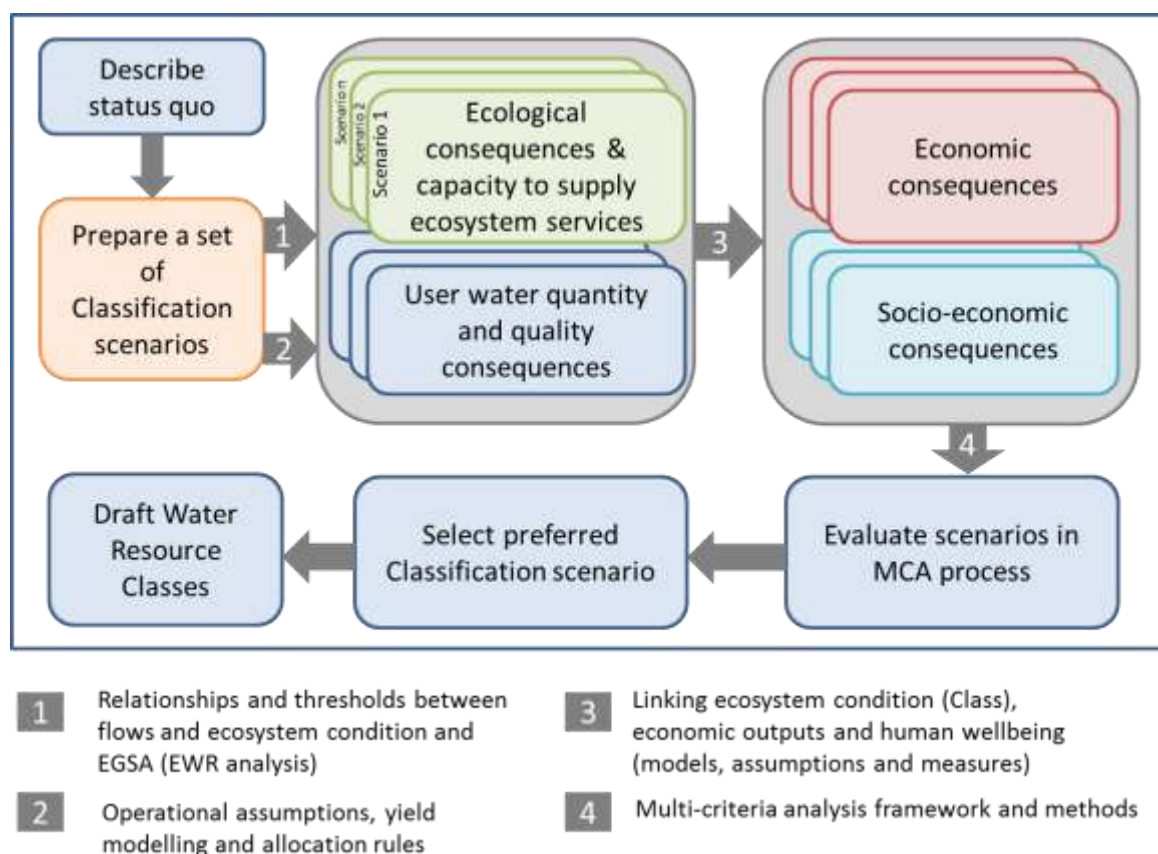 Describe
status quo
Prepare a set
of
Classification
scenarios
1
2
Scenario n
Scenario 2
Scenario 1
Ecological
consequences &
capacity to supply
ecosystem services
User water quantity
and quality
consequences
3
Economic
consequences
Socio-economic
consequences
4
Draft Water
Resource
Classes
Select preferred
Classification scenario
Evaluate scenarios in
MCA process
1
Relationships and thresholds between
flows and ecosystem condition and
EGSA (EWR analysis)
2
Operational assumptions, yield
modelling and allocation rules
3
Linking ecosystem condition (Class),
economic outputs and human wellbeing
(models, assumptions and measures)
4
Multi-criteria analysis framework and methods